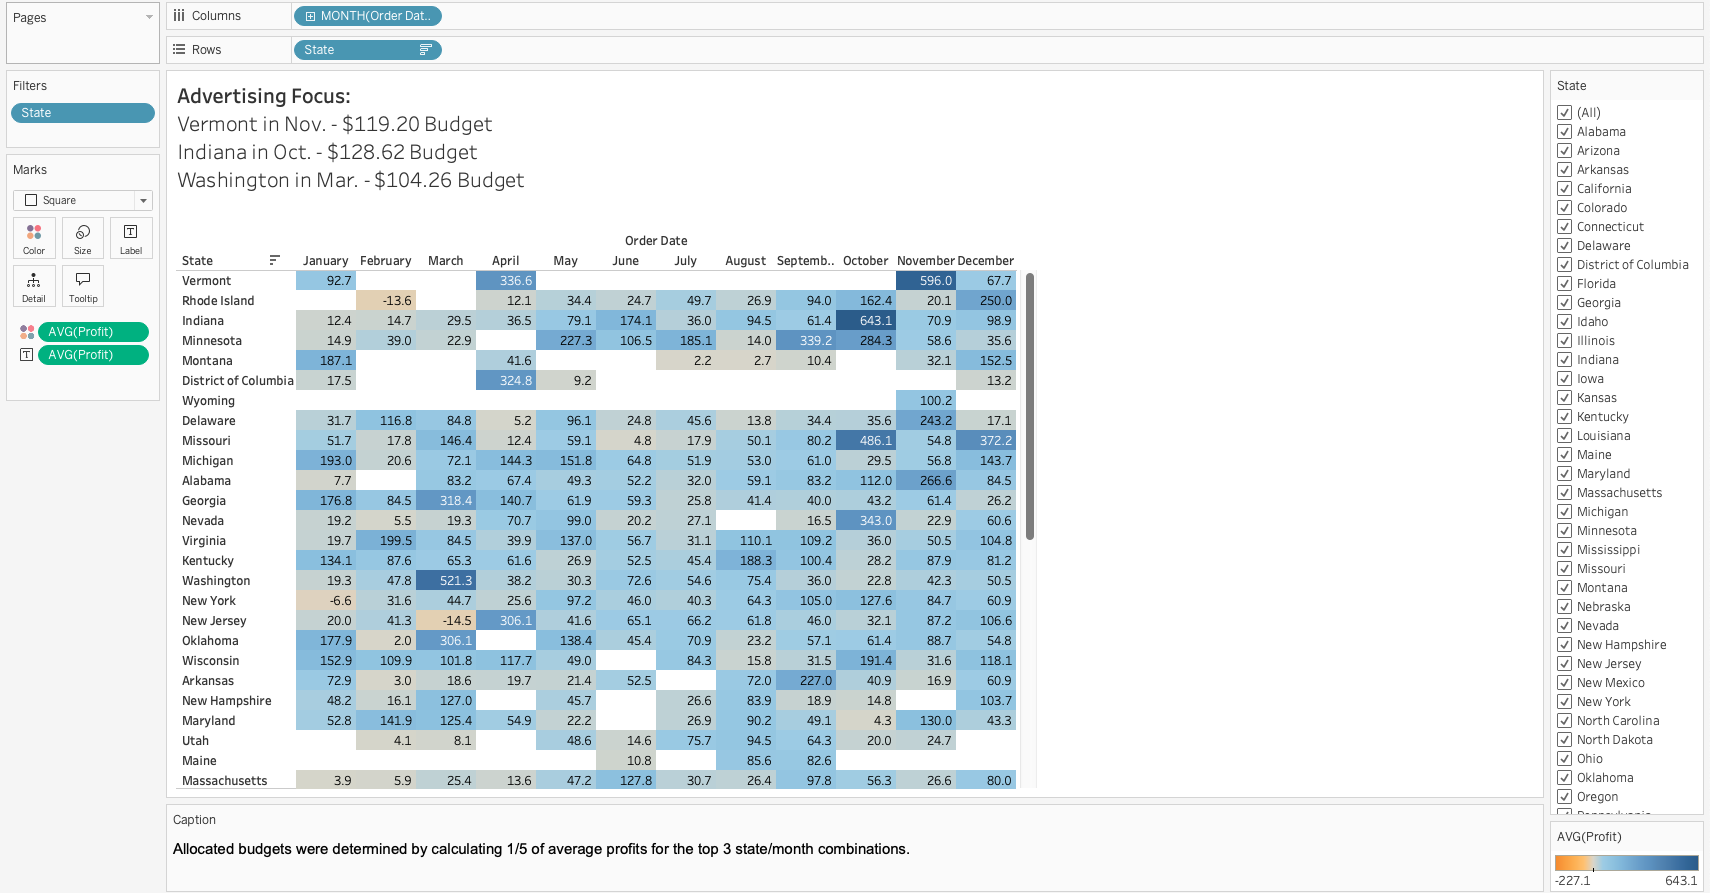 Pages
Columns
MONTH(Order Dat..
Rows
State
Filters
State
Marks
Square
Color Size Label
Detail Tooltip
AVG(Profit)
AVG(Profit)
Advertising Focus:
Vermont in Nov. - $119.20 Budget
Indiana in Oct. - $128.62 Budget
Washington in Mar. - $104.26 Budget
Order Date
State January February March April May June July August Septemb.. October November December
Vermont 92.7 336.6 596.0 67.7
Rhode Island -13.6 12.1 34.4 24.7 49.7 26.9 94.0 162.4 20.1 250.0
Indiana 12.4 14.7 29.5 36.5 79.1 174.1 36.0 94.5 61.4 643.1 70.9 98.9
Minnesota 14.9 39.0 22.9 227.3 106.5 185.1 14.0 339.2 284.3 58.6 35.6
Montana 187.1 41.6 2.2 2.7 10.4 32.1 152.5
District of Columbia 17.5 324.8 9.2 13.2
Wyoming 100.2
Delaware 31.7 116.8 84.8 5.2 96.1 24.8 45.6 13.8 34.4 35.6 243.2 17.1
Missouri 51.7 17.8 146.4 12.4 59.1 4.8 17.9 50.1 80.2 486.1 54.8 372.2
Michigan 193.0 20.6 72.1 144.3 151.8 64.8 51.9 53.0 61.0 29.5 56.8 143.7
Alabama 7.7 83.2 67.4 49.3 52.2 32.0 59.1 83.2 112.0 266.6 84.5
Georgia 176.8 84.5 318.4 140.7 61.9 59.3 25.8 41.4 40.0 43.2 61.4 26.2
Nevada 19.2 5.5 19.3 70.7 99.0 20.2 27.1 16.5 343.0 22.9 60.6
Virginia 19.7 199.5 84.5 39.9 137.0 56.7 31.1 110.1 109.2 36.0 50.5 104.8
Kentucky 134.1 87.6 65.3 61.6 26.9 52.5 45.4 188.3 100.4 28.2 87.9 81.2
Washington 19.3 47.8 521.3 38.2 30.3 72.6 54.6 75.4 36.0 22.8 42.3 50.5
New York -6.6 31.6 44.7 25.6 97.2 46.0 40.3 64.3 105.0 127.6 84.7 60.9
New Jersey 20.0 41.3 -14.5 306.1 41.6 65.1 66.2 61.8 46.0 32.1 87.2 106.6
Oklahoma 177.9 2.0 306.1 138.4 45.4 70.9 23.2 57.1 61.4 88.7 54.8
Wisconsin 152.9 109.9 101.8 117.7 49.0 84.3 15.8 31.5 191.4 31.6 118.1
Arkansas 72.9 3.0 18.6 19.7 21.4 52.5 72.0 227.0 40.9 16.9 60.9
New Hampshire 48.2 16.1 127.0 45.7 26.6 83.9 18.9 14.8 103.7
Maryland 52.8 141.9 125.4 54.9 22.2 26.9 90.2 49.1 4.3 130.0 43.3
Utah 4.1 8.1 48.6 14.6 75.7 94.5 64.3 20.0 24.7
Maine 10.8 85.6 82.6
Massachusetts 3.9 5.9 25.4 13.6 47.2 127.8 30.7 26.4 97.8 56.3 26.6 80.0
Caption
Allocated budgets were determined by calculating 1/5 of average profits for the top 3 state/month combinations.
State
(All)
Alabama
Arizona
Arkansas
California
Colorado
Connecticut
Delaware
District of Columbia
Florida
Georgia
Idaho
Illinois
Indiana
Iowa
Kansas
Kentucky
Louisiana
Maine
Maryland
Massachusetts
Michigan
Minnesota
Mississippi
Missouri
Montana
Nebraska
Nevada
New Hampshire
New Jersey
New Mexico
New York
North Carolina
North Dakota
Ohio
Oklahoma
Oregon
AVG(Profit)
-227.1 643.1